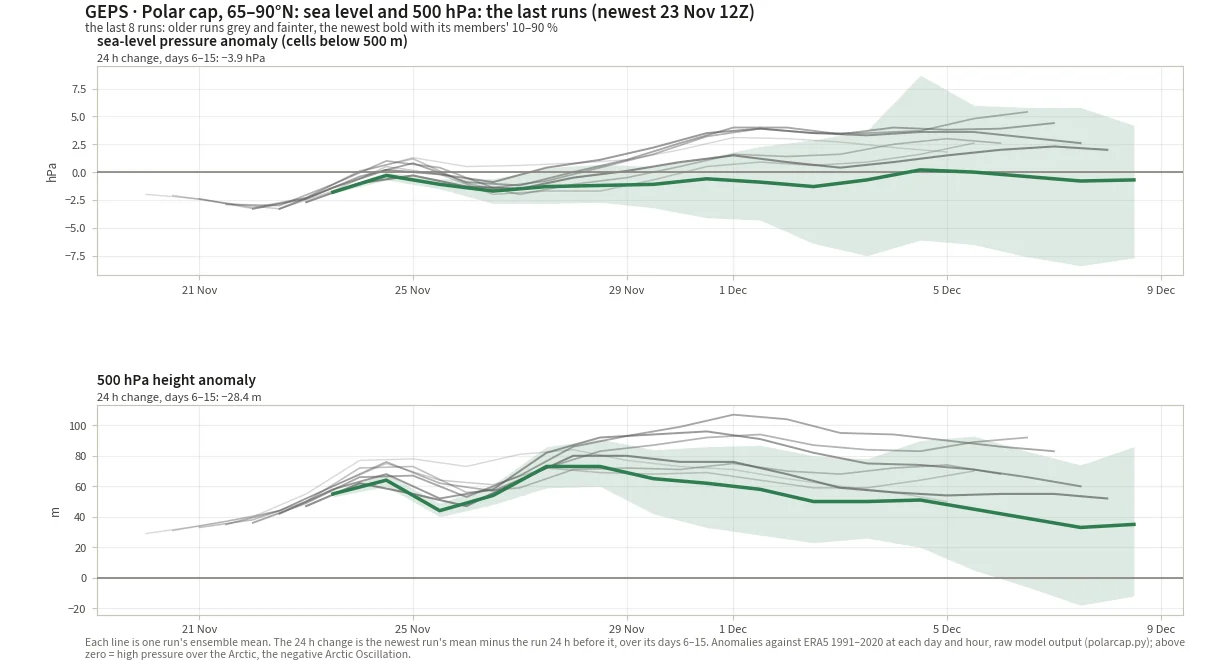 GEPS · Polar cap, 65–90°N: sea level and 500 hPa: the last runs (newest 23 Nov 12Z)
the last 8 runs: older runs grey and fainter, the newest bold with its members' 10–90 %
sea-level pressure anomaly (cells below 500 m)
24 h change, days 6–15: −3.9 hPa
7.5
5.0
2.5
0.0
−2.5
−5.0
−7.5
hPa
21 Nov
25 Nov
29 Nov
1 Dec
5 Dec
9 Dec
500 hPa height anomaly
24 h change, days 6–15: −28.4 m
100
80
60
40
20
0
−20
m
21 Nov
25 Nov
29 Nov
1 Dec
5 Dec
9 Dec
Each line is one run's ensemble mean. The 24 h change is the newest run's mean minus the run 24 h before it, over its days 6–15. Anomalies against ERA5 1991–2020 at each day and hour, raw model output (polarcap.py); above
zero = high pressure over the Arctic, the negative Arctic Oscillation.